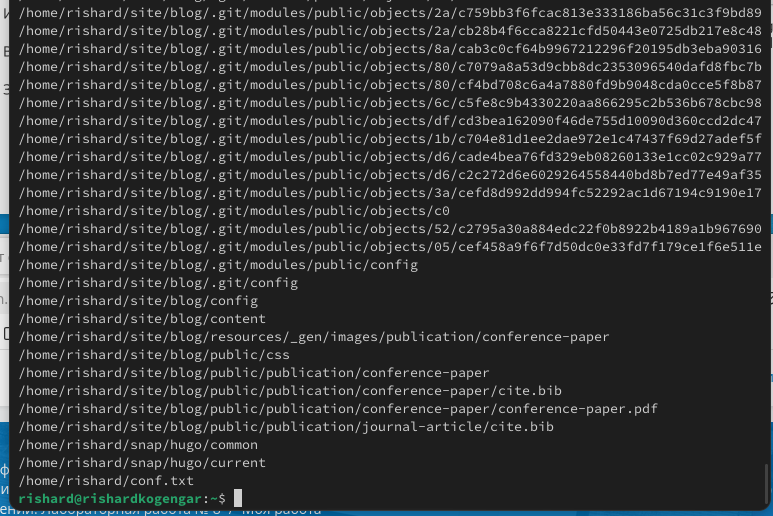 /home/rishard/site/blog/.git/modules/public/objects/2a/c759bb3f6fcac813e333186ba56c31c3f9bd89
/home/rishard/site/blog/.git/modules/public/objects/2a/cb28b4f6cca8221cfd50443e0725db217e8c48
/home/rishard/site/blog/.git/modules/public/objects/8a/cab3c0cf64b9967212296f20195db3eba90316
/home/rishard/site/blog/.git/modules/public/objects/80/c7079a8a53d9cbb8dc2353096540dafd8fbc7b
/home/rishard/site/blog/.git/modules/public/objects/80/cf4bd708c6a4a7880fd9b9048cda0cce5f8b87
/home/rishard/site/blog/.git/modules/public/objects/6c/c5fe8c9b4330220aa866295c2b536b678cbc98
/home/rishard/site/blog/.git/modules/public/objects/df/cd3bea162090f46de755d10090d360ccd2dc47
/home/rishard/site/blog/.git/modules/public/objects/1b/c704e81d1ee2dae972e1c47437f69d27adef5f
/home/rishard/site/blog/.git/modules/public/objects/d6/cade4bea76fd329eb08260133e1cc02c929a77
/home/rishard/site/blog/.git/modules/public/objects/d6/c2c272d6e6029264558440bd8b7ed77e49af35
/home/rishard/site/blog/.git/modules/public/objects/3a/cefd8d992dd994fc52292ac1d67194c9190e17
/home/rishard/site/blog/.git/modules/public/objects/c0
/home/rishard/site/blog/.git/modules/public/objects/52/c2795a30a884edc22f0b8922b4189a1b967690
/home/rishard/site/blog/.git/modules/public/objects/05/cef458a9f6f7d50dc0e33fd7f179ce1f6e511e
/home/rishard/site/blog/.git/modules/public/config
/home/rishard/site/blog/.git/config
/home/rishard/site/blog/config
/home/rishard/site/blog/content
/home/rishard/site/blog/resources/_gen/images/publication/conference-paper
/home/rishard/site/blog/public/css
/home/rishard/site/blog/public/publication/conference-paper
/home/rishard/site/blog/public/publication/conference-paper/cite.bib
/home/rishard/site/blog/public/publication/conference-paper/conference-paper.pdf
/home/rishard/site/blog/public/publication/journal-article/cite.bib
/home/rishard/snap/hugo/common
/home/rishard/snap/hugo/current
/home/rishard/conf.txt
rishard@rishardkogengar:~$